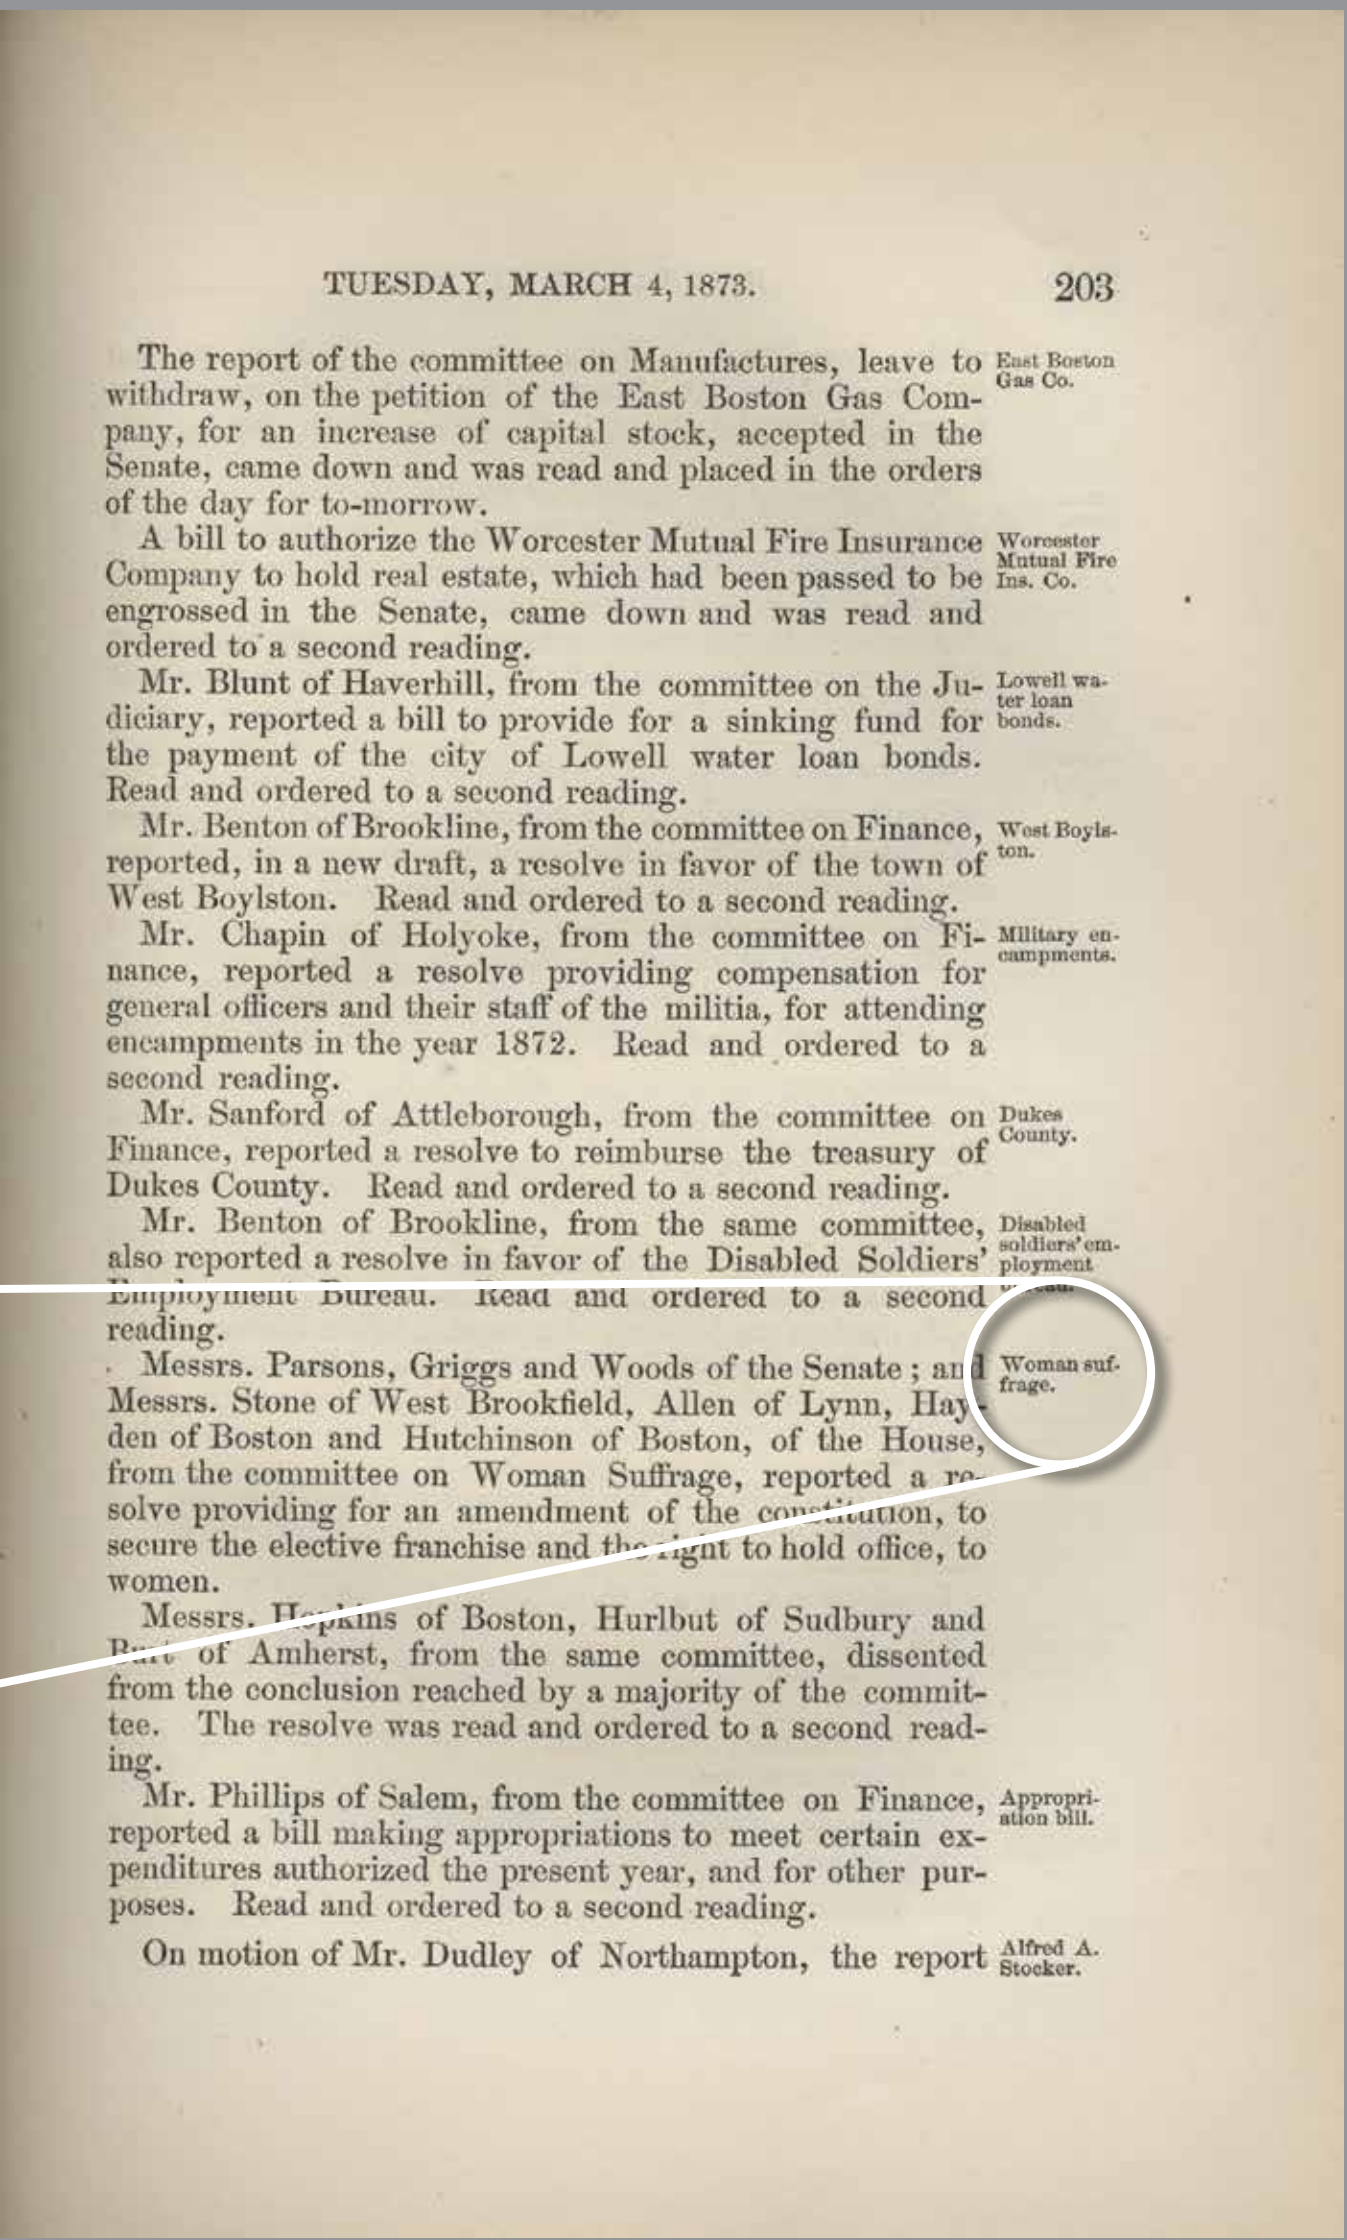 TUESDAY, MARCH 4, 1873. 203
The report of the committee on Manufactures, leave to
East Boston
Gas Co.
withdraw, on the petition of the East Boston Gas Com-
pany, for an increase of capital stock, accepted in the
Senate, came down and was read and placed in the orders
of the day for to-morrow.
A bill to authorize the Worcester Mutual Fire Insurance
Worcester
Mutual Fire
Ins. Co.
Company to hold real estate, which had been passed to be
engrossed in the Senate, came down and was read and
ordered to a second reading.
Mr. Blunt of Haverhill, from the committee on the Ju-
Lowell wa-
ter loan
bonds.
diciary, reported a bill to provide for a sinking fund for
the payment of the city of Lowell water loan bonds.
Read and ordered to a second reading.
Mr. Benton of Brookline, from the committee on Finance,
West Boyls-
ton.
reported, in a new draft, a resolve in favor of the town of
West Boylston. Read and ordered to a second reading.
Mr. Chapin of Holyoke, from the committee on Fi-
Military en-
campments.
nance, reported a resolve providing compensation for
general officers and their staff of the militia, for attending
encampments in the year 1872. Read and ordered to a
second reading.
Mr. Sanford of Attleborough, from the committee on
Dukes
County.
Finance, reported a resolve to reimburse the treasury of
Dukes County. Read and ordered to a second reading.
Mr. Benton of Brookline, from the same committee,
Disabled
soldiers' em-
ployment
also reported a resolve in favor of the Disabled Soldiers'
Employment Bureau. Read and ordered to a second
reading.
Messrs. Parsons, Griggs and Woods of the Senate; and
Woman suf-
frage.
Messrs. Stone of West Brookfield, Allen of Lynn, Hay-
den of Boston and Hutchinson of Boston, of the House,
from the committee on Woman Suffrage, reported a re-
solve providing for an amendment of the constitution, to
secure the elective franchise and the right to hold office, to
women.
Messrs. Hopkins of Boston, Hurlbut of Sudbury and
of Amherst, from the same committee, dissented
from the conclusion reached by a majority of the commit-
tee. The resolve was read and ordered to a second read-
ing.
Mr. Phillips of Salem, from the committee on Finance,
Appropri-
ation bill.
reported a bill making appropriations to meet certain ex-
penditures authorized the present year, and for other pur-
poses. Read and ordered to a second reading.
On motion of Mr. Dudley of Northampton, the report
Alfred A.
Stocker.